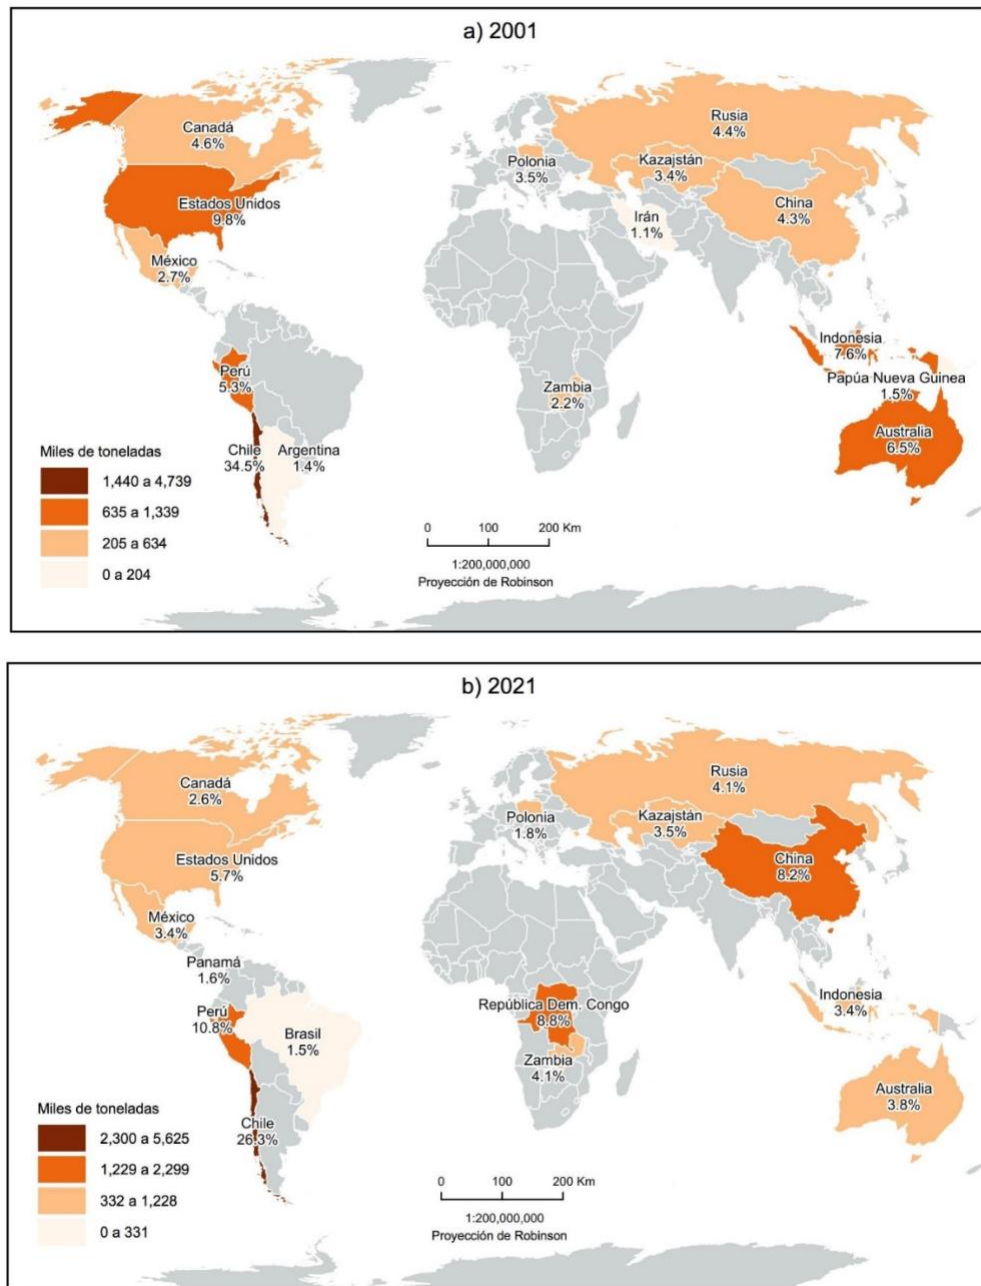 a) 2001
Canadá
4.6%
Rusia
4.4%
Polonia
3.5%
Kazajstán
3.4%
Estados Unidos
9.8%
China
4.3%
Irán
1.1%
México
2.7%
Indonesia
7.6%
Perú
5.3%
Papúa Nueva Guinea
1.5%
Zambia
2.2%
Australia
6.5%
Chile
34.5%
Argentina
1.4%
Miles de toneladas
1,440 a 4,739
635 a 1,339
205 a 634
0 a 204
0 100 200 Km
1:200,000,000
Proyección de Robinson
b) 2021
Canadá
2.6%
Rusia
4.1%
Polonia
1.8%
Kazajstán
3.5%
Estados Unidos
5.7%
China
8.2%
México
3.4%
Panamá
1.6%
Indonesia
3.4%
República Dem. Congo
8.8%
Perú
10.8%
Brasil
1.5%
Zambia
4.1%
Australia
3.8%
Chile
26.3%
Miles de toneladas
2,300 a 5,625
1,229 a 2,299
332 a 1,228
0 a 331
0 100 200 Km
1:200,000,000
Proyección de Robinson